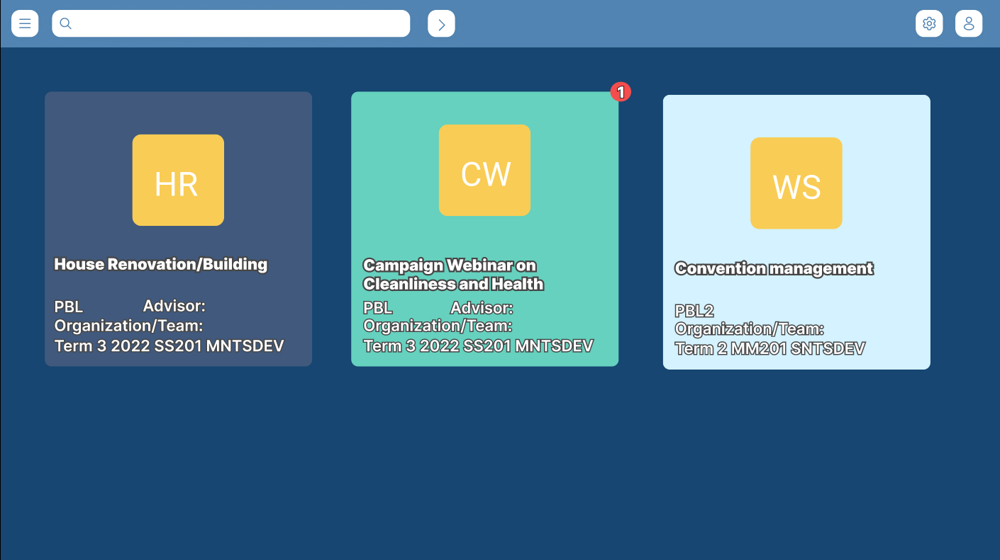 1
HR
CW
WS
House Renovation/Building
PBL Advisor:
Organization/Team:
Term 3 2022 SS201 MNTSDEV
Campaign Webinar on
Cleanliness and Health
PBL Advisor:
Organization/Team:
Term 3 2022 SS201 MNTSDEV
Convention management
PBL2
Organization/Team:
Term 2 MM201 SNTSDEV